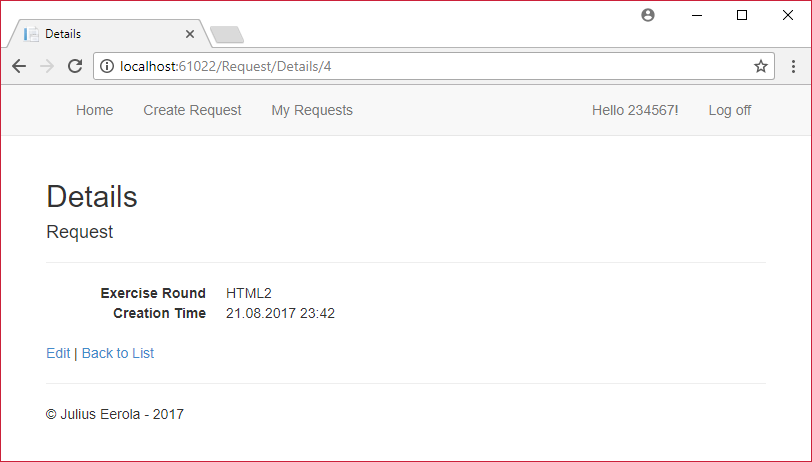 Details
localhost:61022/Request/Details/4
Home Create Request My Requests Hello 234567! Log off
Details
Request
Exercise Round HTML2
Creation Time 21.08.2017 23:42
Edit | Back to List
© Julius Eerola - 2017